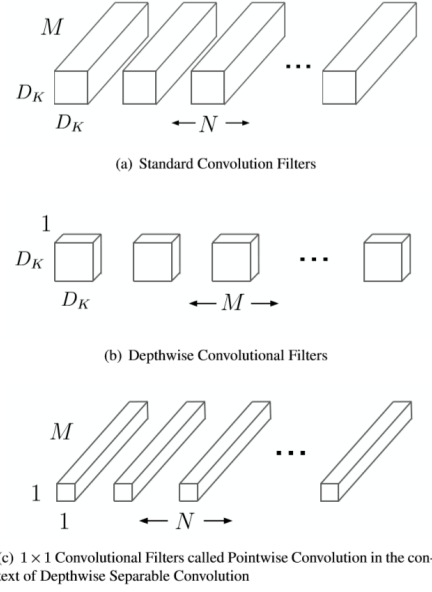 M
D_K
D_K
← N →
...
(a) Standard Convolution Filters
1
D_K
D_K
← M →
...
(b) Depthwise Convolutional Filters
M
1
1
← N →
...
(c) 1 × 1 Convolutional Filters called Pointwise Convolution in the con-
text of Depthwise Separable Convolution